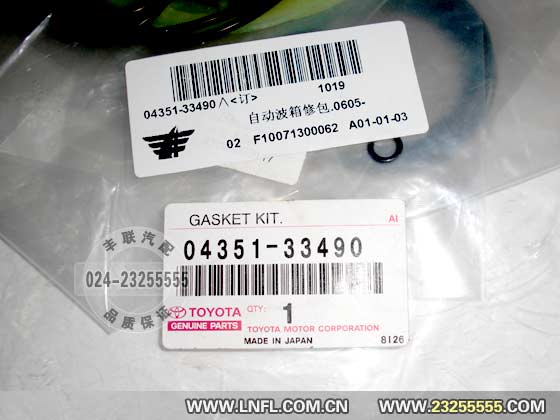 04351-33490 ∧<订> 1019
自动波箱修包.0605-
02 F10071300062 A01-01-03
GASKET KIT. AI
04351-33490
TOYOTA
GENUINE PARTS
QTY: 1
TOYOTA MOTOR CORPORATION
MADE IN JAPAN 8126
丰联汽配
024-23255555
品质保证
WWW.LNFL.COM.CN WWW.23255555.COM